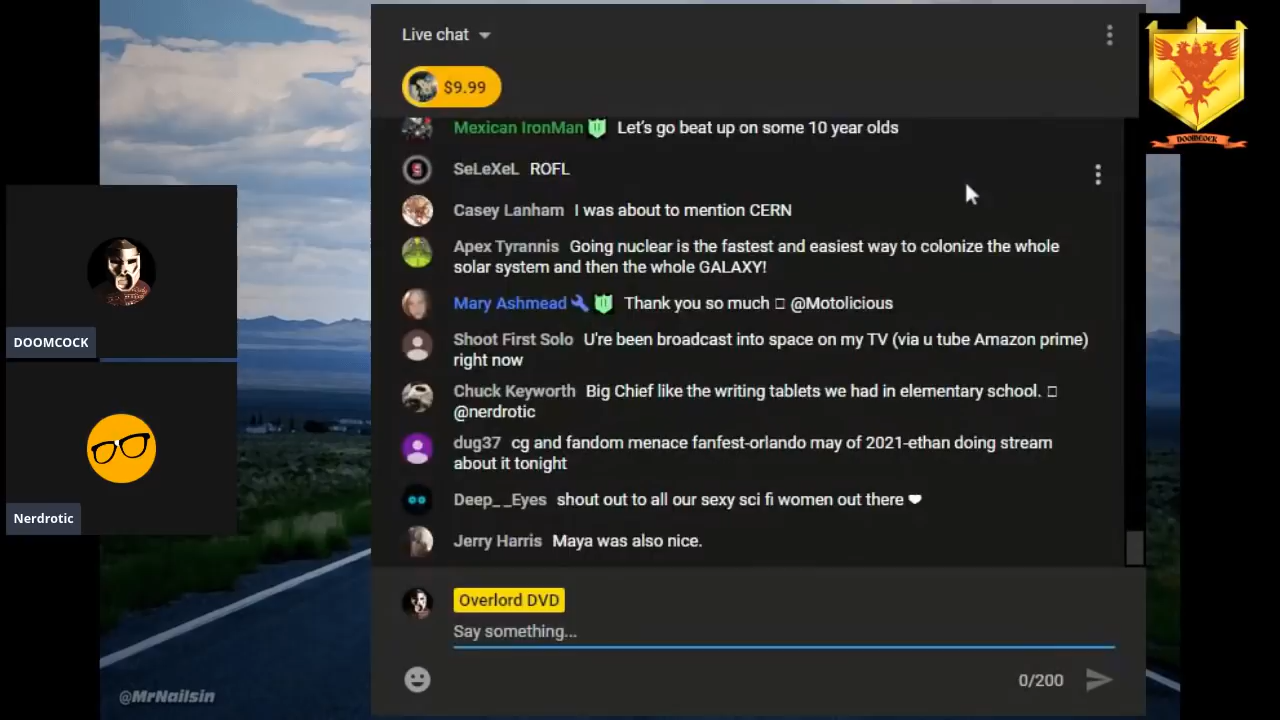 Live chat
$9.99
DOOMCOCK
Mexican IronMan Let's go beat up on some 10 year olds
SeLeXeL ROFL
Casey Lanham I was about to mention CERN
Apex Tyrannis Going nuclear is the fastest and easiest way to colonize the whole
solar system and then the whole GALAXY!
Mary Ashmead Thank you so much @Motolicious
Shoot First Solo U're been broadcast into space on my TV (via u tube Amazon prime)
right now
DOOMCOCK
Chuck Keyworth Big Chief like the writing tablets we had in elementary school.
@nerdrotic
dug37 cg and fandom menace fanfest-orlando may of 2021-ethan doing stream
about it tonight
Deep__Eyes shout out to all our sexy sci fi women out there ❤
Nerdrotic
Jerry Harris Maya was also nice.
Overlord DVD
Say something...
0/200
@MrNailsin